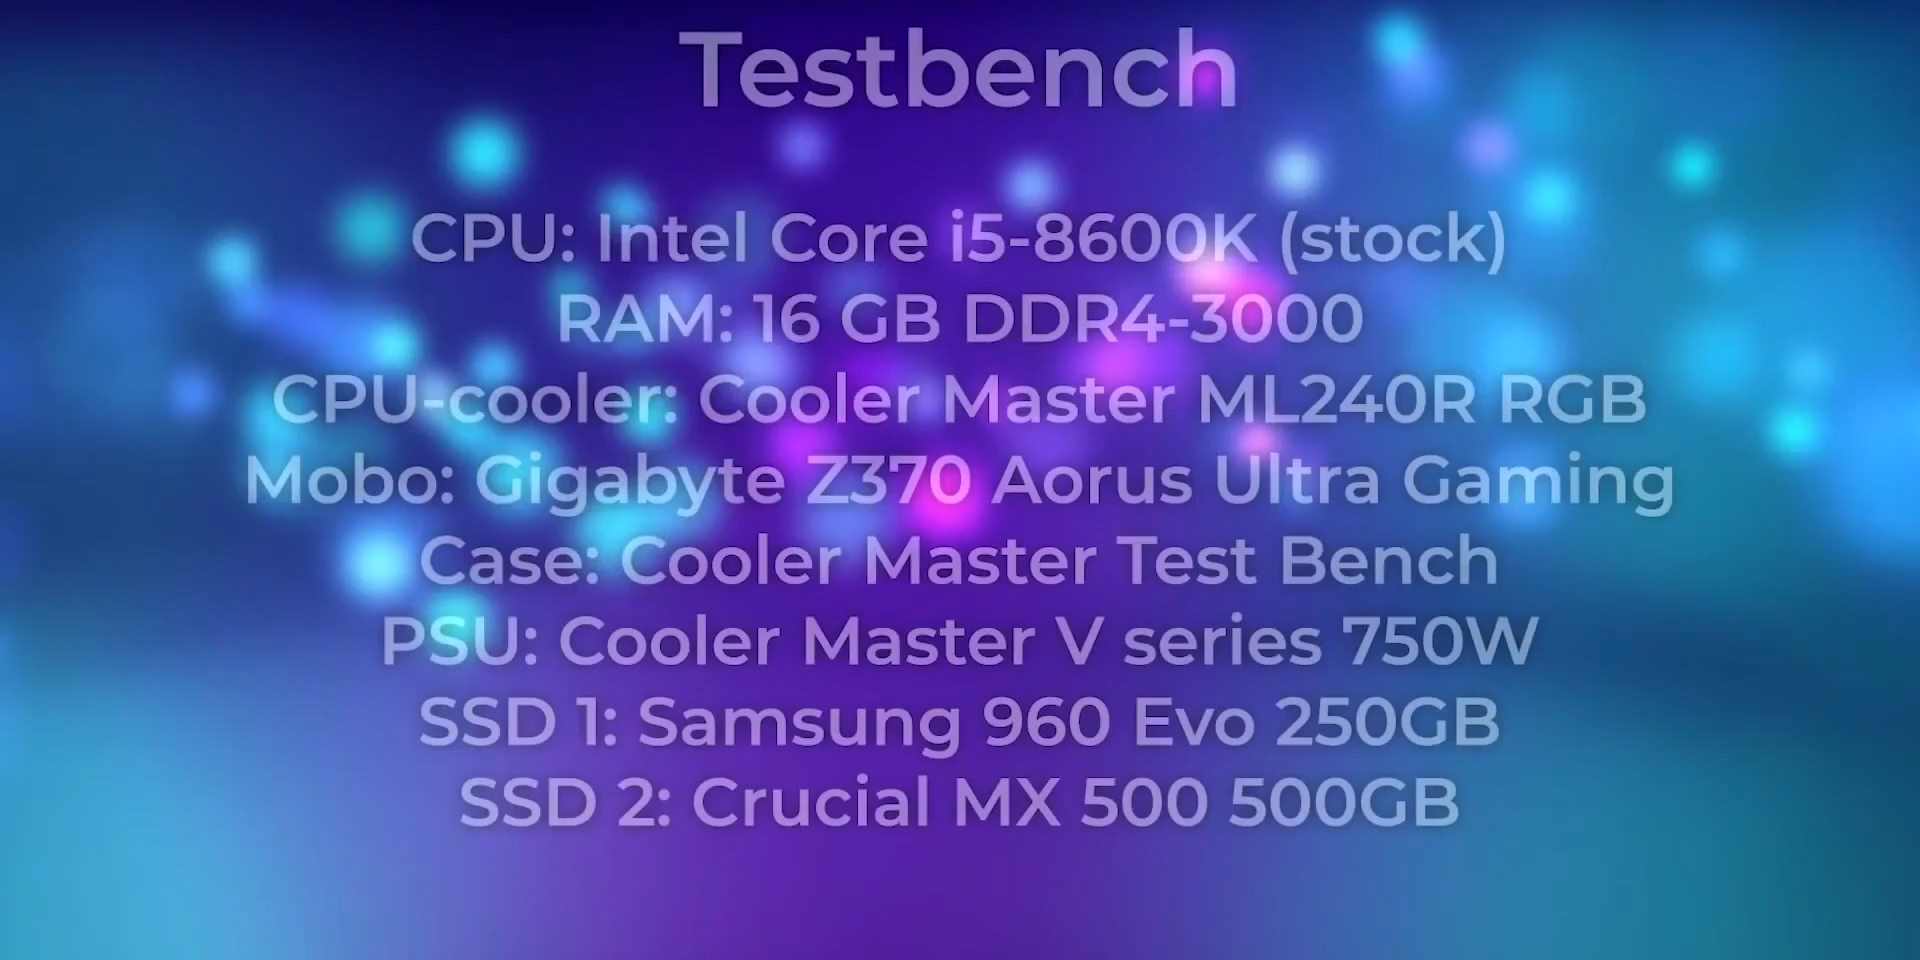 Testbench
CPU: Intel Core i5-8600K (stock)
RAM: 16 GB DDR4-3000
CPU-cooler: Cooler Master ML240R RGB
Mobo: Gigabyte Z370 Aorus Ultra Gaming
Case: Cooler Master Test Bench
PSU: Cooler Master V series 750W
SSD 1: Samsung 960 Evo 250GB
SSD 2: Crucial MX 500 500GB